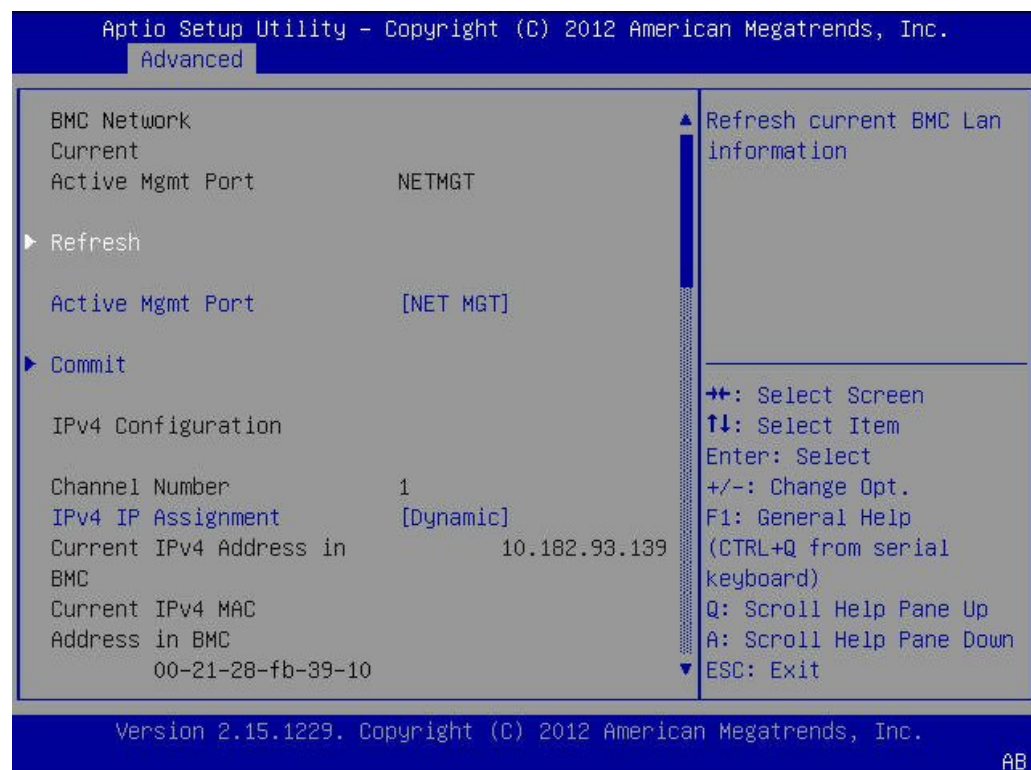 Aptio Setup Utility – Copyright (C) 2012 American Megatrends, Inc.
Advanced
BMC Network
Current
Active Mgmt Port NETMGT
Refresh
Active Mgmt Port [NET MGT]
Commit
IPv4 Configuration
Channel Number 1
IPv4 IP Assignment [Dynamic]
Current IPv4 Address in 10.182.93.139
BMC
Current IPv4 MAC
Address in BMC
00-21-28-fb-39-10
Refresh current BMC Lan
information
→←: Select Screen
↑↓: Select Item
Enter: Select
+/-: Change Opt.
F1: General Help
(CTRL+Q from serial
keyboard)
Q: Scroll Help Pane Up
A: Scroll Help Pane Down
ESC: Exit
Version 2.15.1229. Copyright (C) 2012 American Megatrends, Inc.
AB